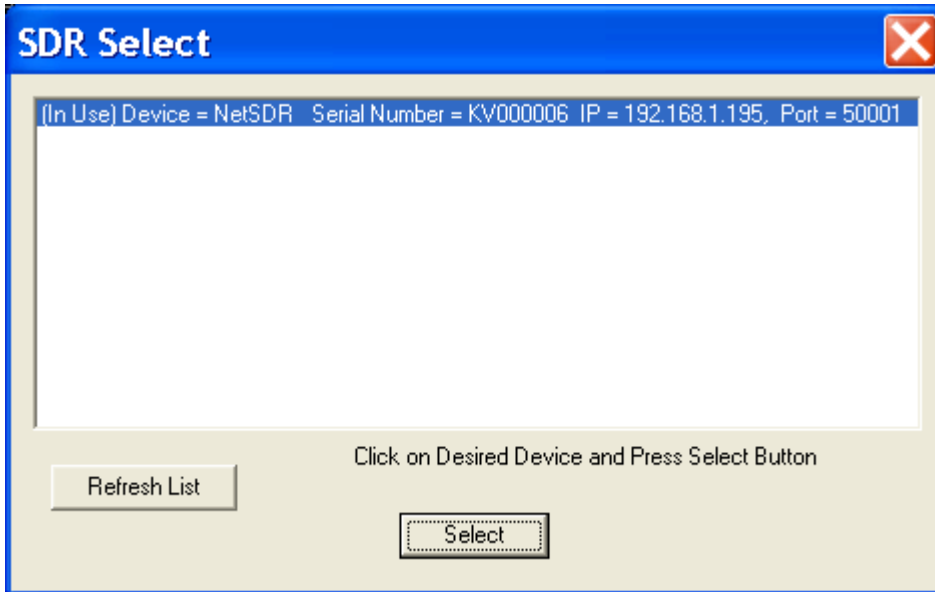 SDR Select
(In Use) Device = NetSDR   Serial Number = KV000006  IP = 192.168.1.195,  Port = 50001
Click on Desired Device and Press Select Button
Refresh List
Select